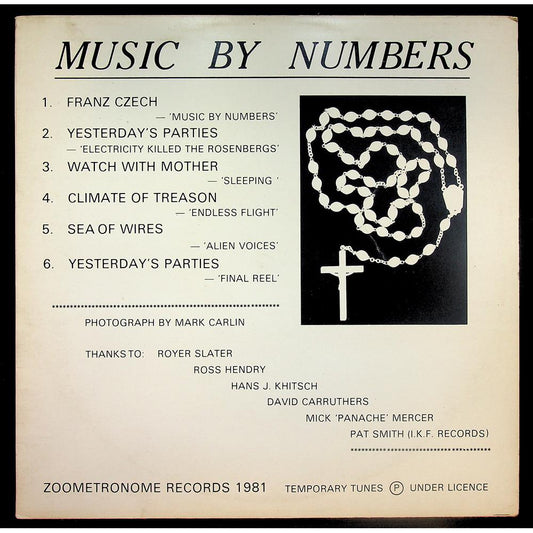 MUSIC BY NUMBERS
1. FRANZ CZECH
— 'MUSIC BY NUMBERS'
2. YESTERDAY'S PARTIES
— 'ELECTRICITY KILLED THE ROSENBERGS'
3. WATCH WITH MOTHER
— 'SLEEPING '
4. CLIMATE OF TREASON
— 'ENDLESS FLIGHT'
5. SEA OF WIRES
— 'ALIEN VOICES'
6. YESTERDAY'S PARTIES
— 'FINAL REEL'
PHOTOGRAPH BY MARK CARLIN
THANKS TO: ROYER SLATER
ROSS HENDRY
HANS J. KHITSCH
DAVID CARRUTHERS
MICK 'PANACHE' MERCER
PAT SMITH (I.K.F. RECORDS)
ZOOMETRONOME RECORDS 1981 TEMPORARY TUNES Ⓟ UNDER LICENCE